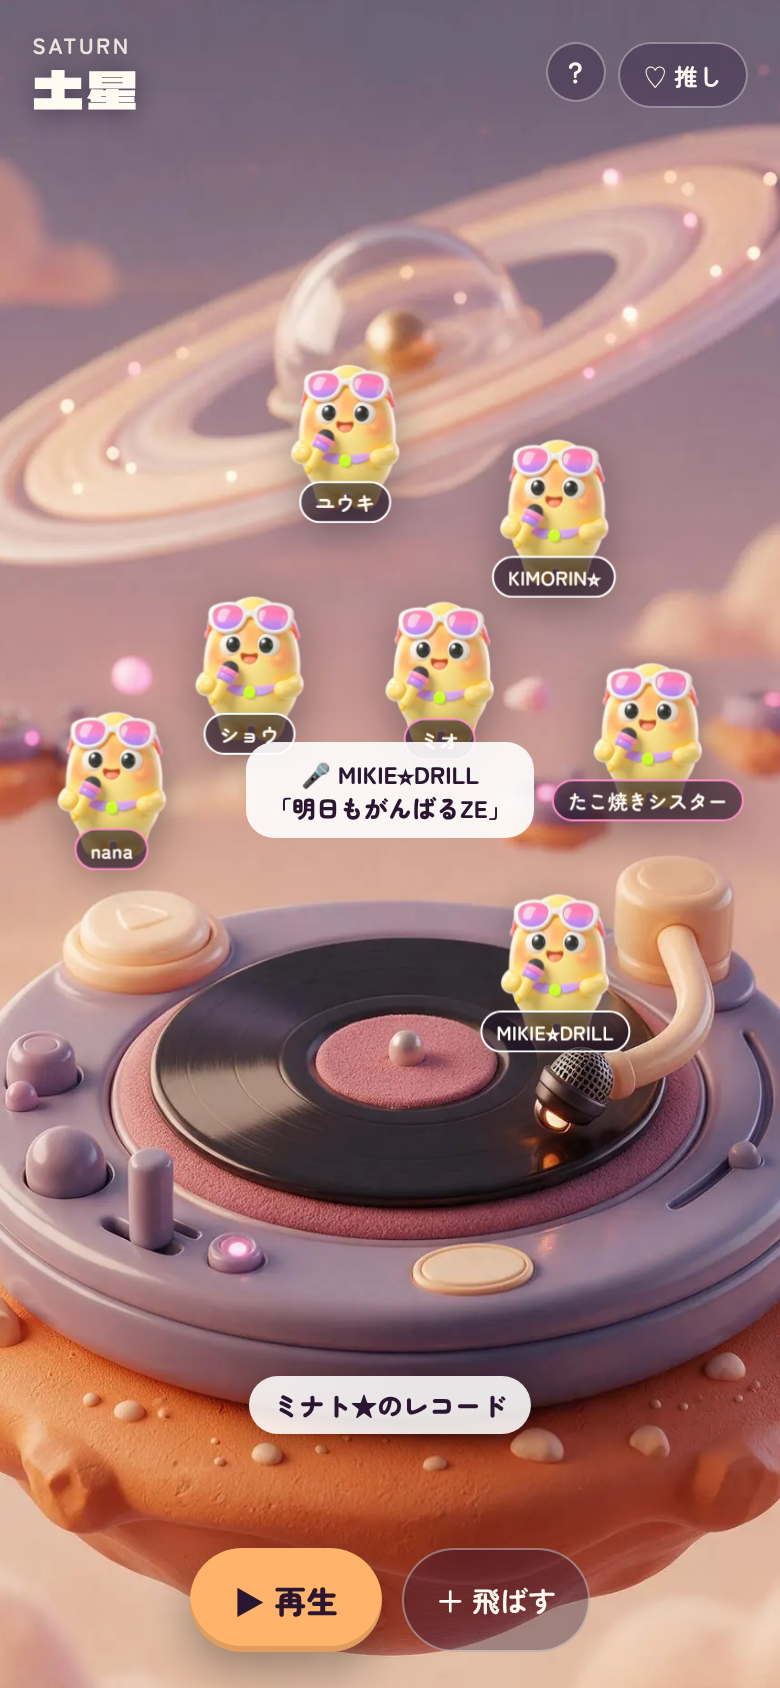 SATURN
土星
?
♡ 推し
ユウキ
KIMORIN★
ショウ
ミオ
🎤 MIKIE★DRILL
「明日もがんばるZE」
たこ焼きシスター
nana
MIKIE★DRILL
ミナト★のレコード
▶ 再生
＋ 飛ばす